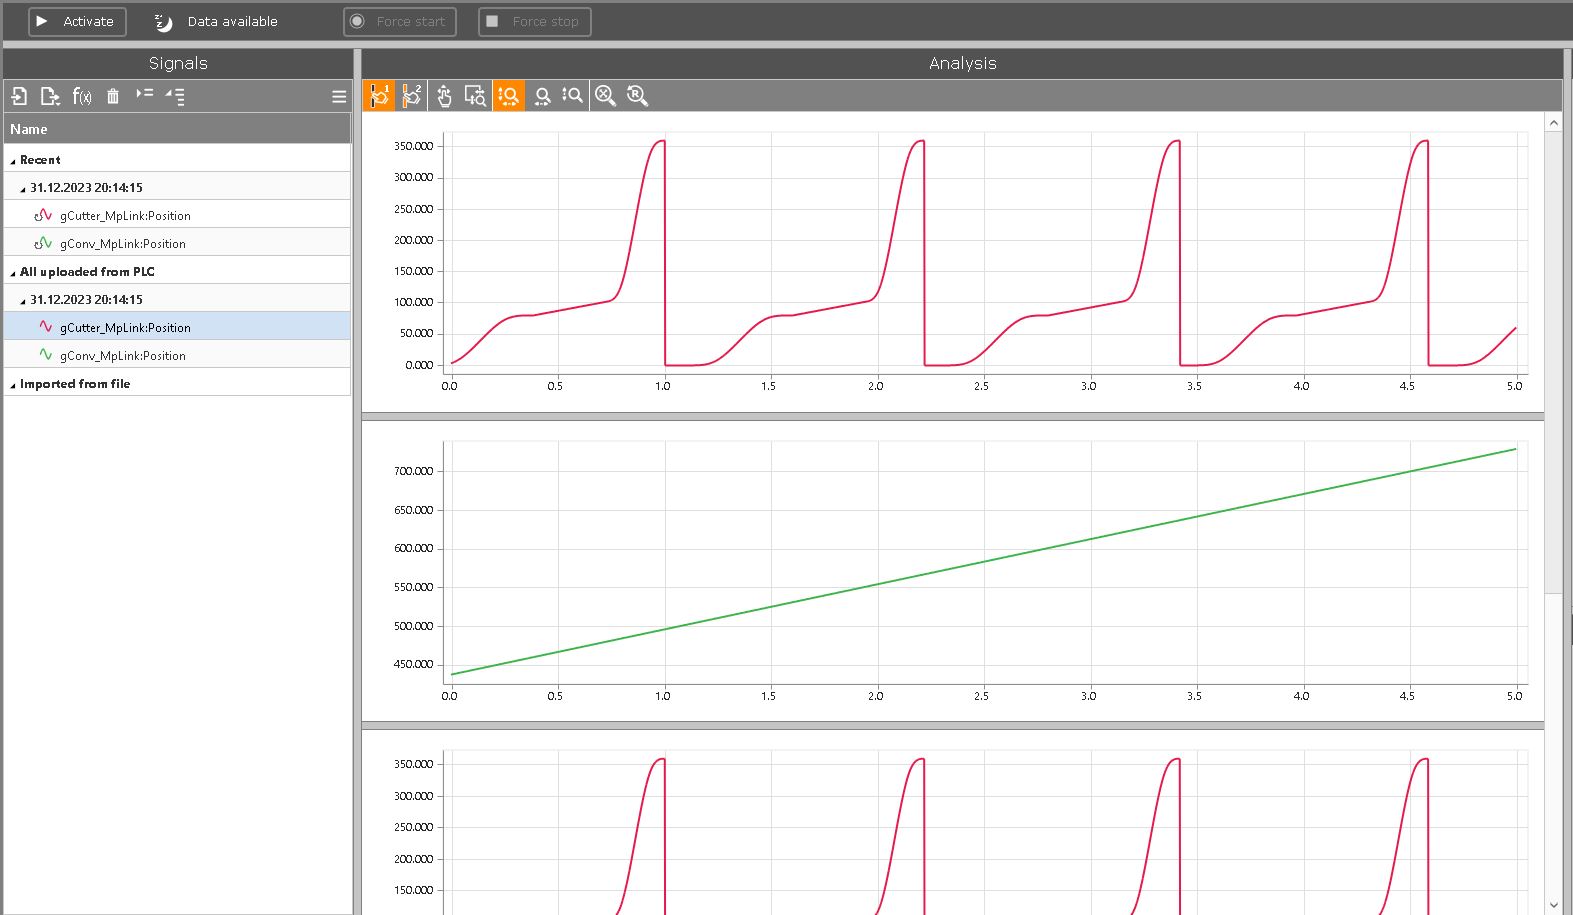 Activate Data available Force start Force stop
Signals
Analysis
f(x)
1 2
R
Name
Recent
31.12.2023 20:14:15
gCutter_MpLink:Position
gConv_MpLink:Position
All uploaded from PLC
31.12.2023 20:14:15
gCutter_MpLink:Position
gConv_MpLink:Position
Imported from file
350.000
300.000
250.000
200.000
150.000
100.000
50.000
0.000
0.0 0.5 1.0 1.5 2.0 2.5 3.0 3.5 4.0 4.5 5.0
700.000
650.000
600.000
550.000
500.000
450.000
0.0 0.5 1.0 1.5 2.0 2.5 3.0 3.5 4.0 4.5 5.0
350.000
300.000
250.000
200.000
150.000